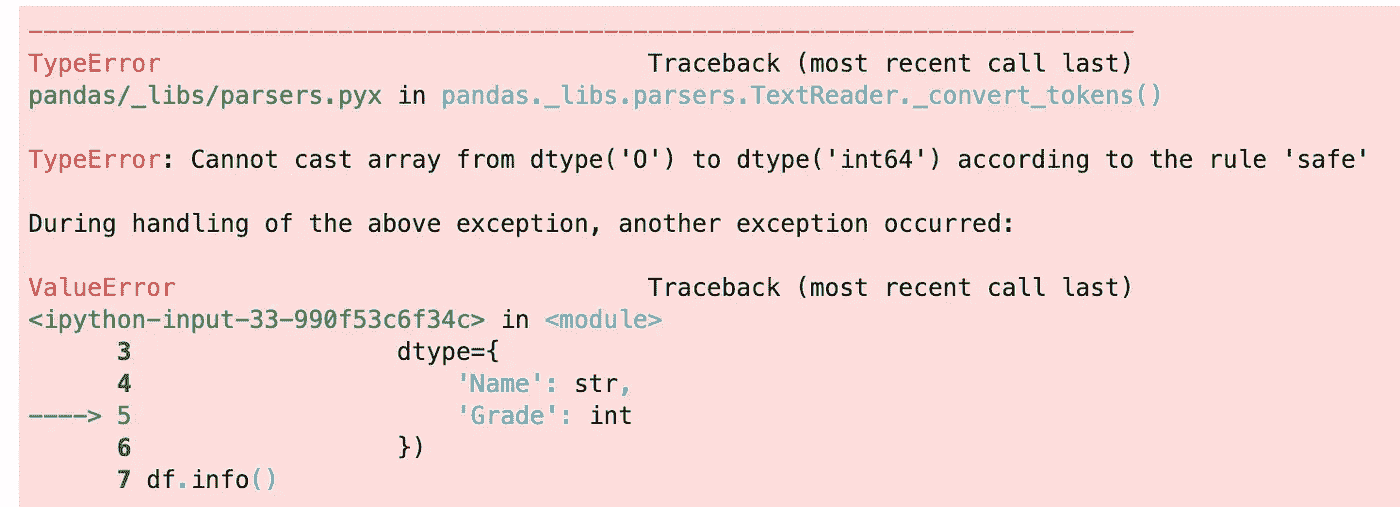 ---------------------------------------------------------------------------
TypeError                                 Traceback (most recent call last)
pandas/_libs/parsers.pyx in pandas._libs.parsers.TextReader._convert_tokens()
TypeError: Cannot cast array from dtype('O') to dtype('int64') according to the rule 'safe'
During handling of the above exception, another exception occurred:
ValueError                                Traceback (most recent call last)
<ipython-input-33-990f53c6f34c> in <module>
      3                  dtype={
      4                      'Name': str,
----> 5                      'Grade': int
      6                  })
      7 df.info()